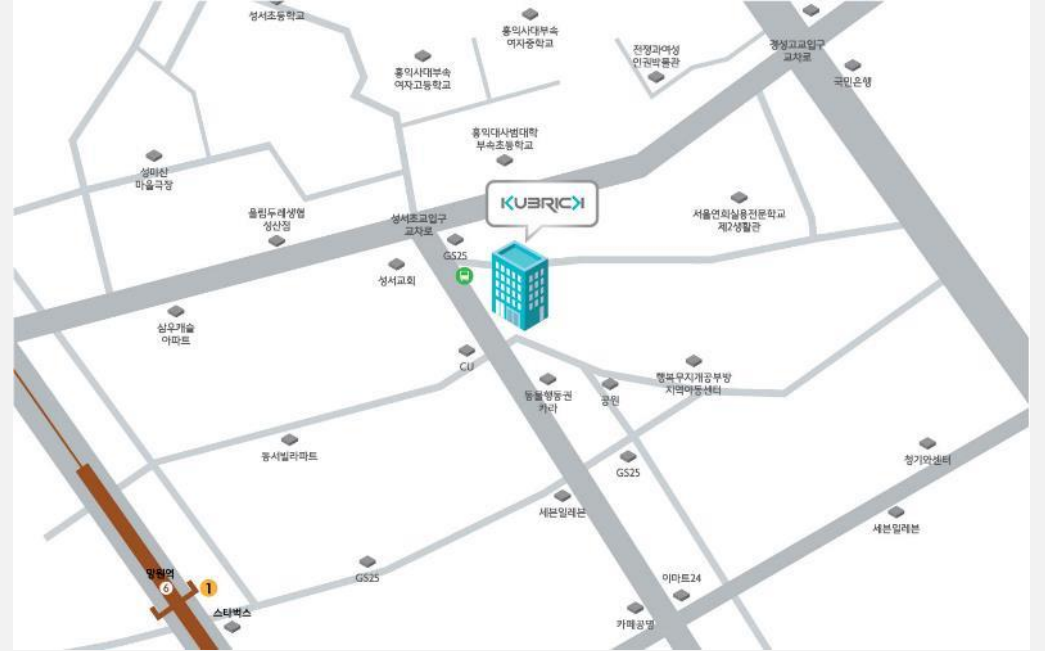 성서초등학교
홍익사대부속
여자중학교
홍익사대부속
여자고등학교
전쟁과여성
인권박물관
경성고교입구
교차로
국민은행
홍익대사범대학
부속초등학교
성미산
마을극장
KUBRICK
울림두레생협
성산점
성서초교입구
교차로
서울연희실용전문학교
제2생활관
GS25
성서교회
삼우캐슬
아파트
CU
동물행동권
카라
공원
행복무지개공부방
지역아동센터
동서빌라파트
GS25
청기와센터
세븐일레븐
세븐일레븐
GS25
망원역
6
1
이마트24
스타벅스
카페공명